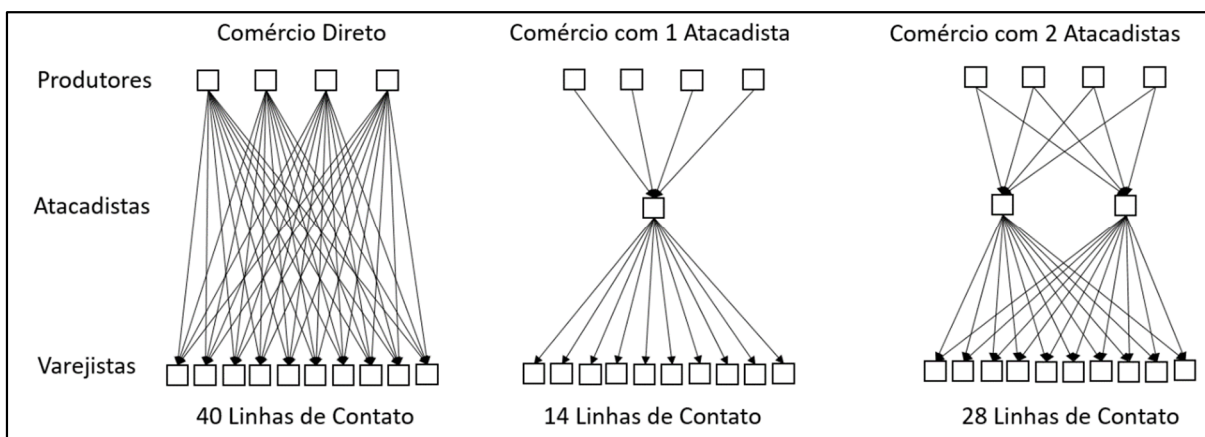 Comércio Direto
Comércio com 1 Atacadista
Comércio com 2 Atacadistas
Produtores
Atacadistas
Varejistas
40 Linhas de Contato
14 Linhas de Contato
28 Linhas de Contato